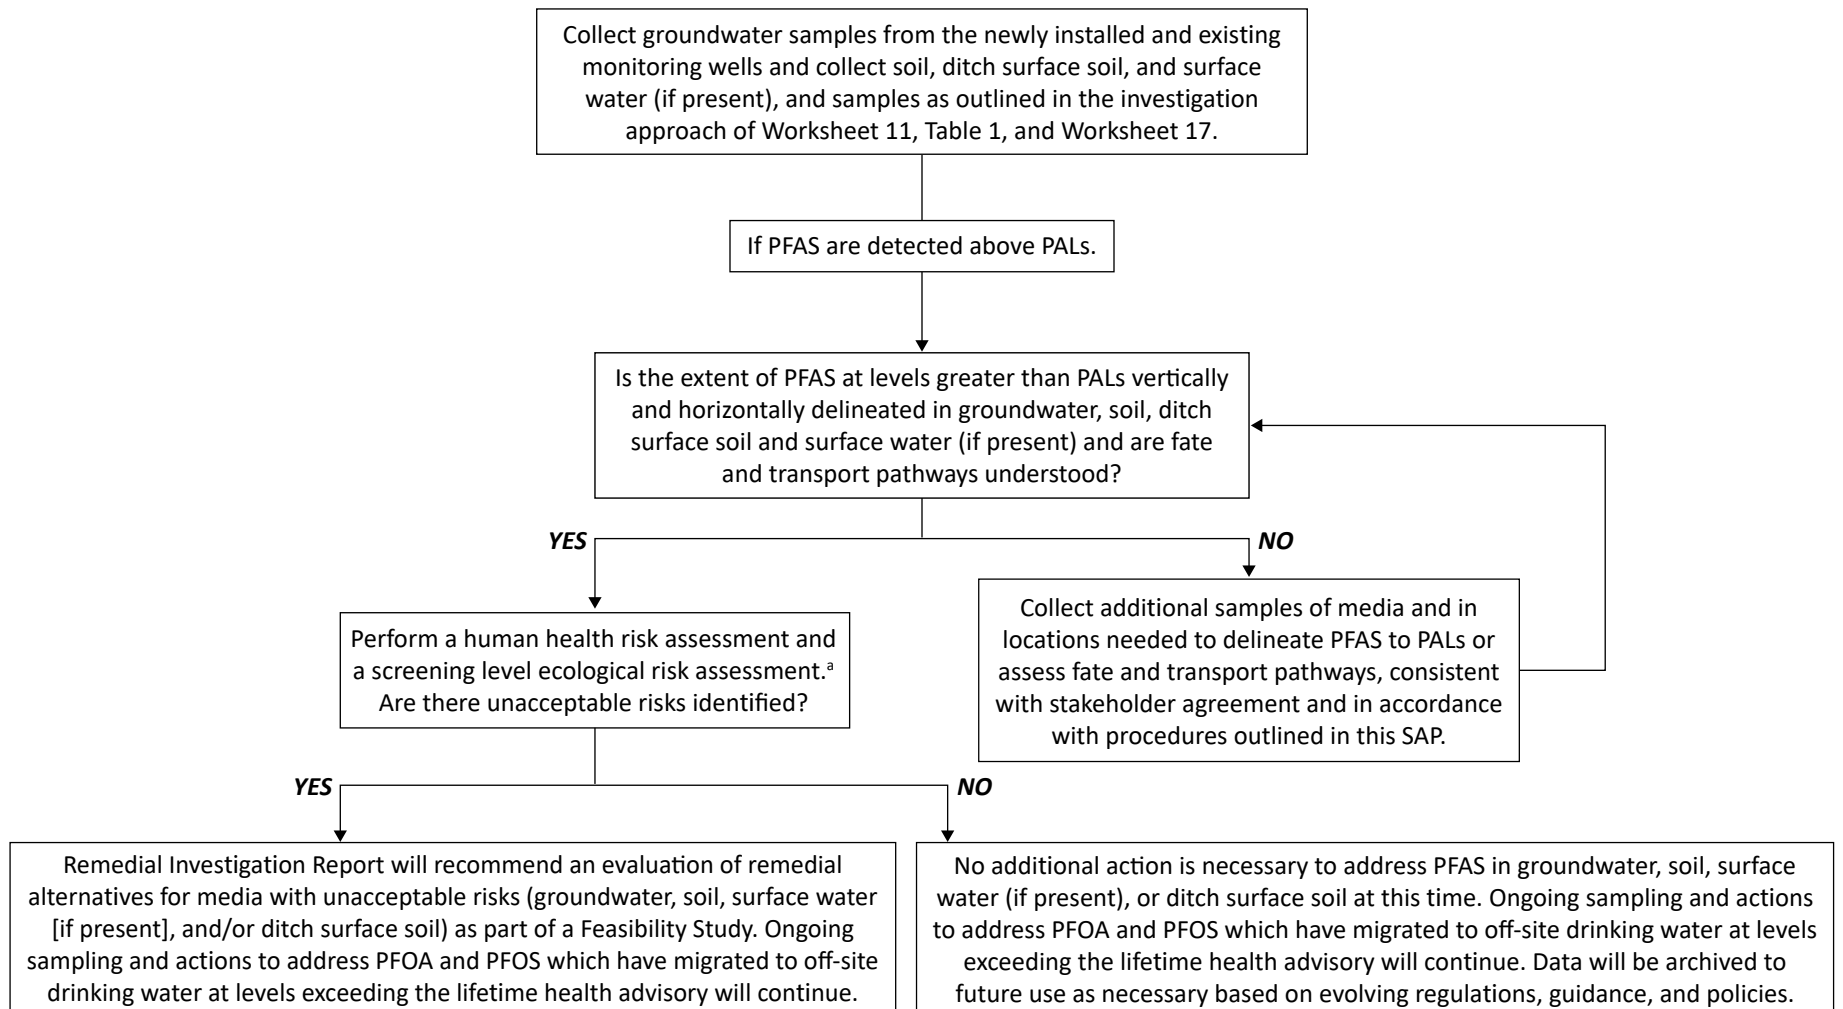 Collect groundwater samples from the newly installed and existing
monitoring wells and collect soil, ditch surface soil, and surface
water (if present), and samples as outlined in the investigation
approach of Worksheet 11, Table 1, and Worksheet 17.
If PFAS are detected above PALs.
Is the extent of PFAS at levels greater than PALs vertically
and horizontally delineated in groundwater, soil, ditch
surface soil and surface water (if present) and are fate
and transport pathways understood?
YES
NO
Perform a human health risk assessment and
a screening level ecological risk assessment.ᵃ
Are there unacceptable risks identified?
Collect additional samples of media and in
locations needed to delineate PFAS to PALs or
assess fate and transport pathways, consistent
with stakeholder agreement and in accordance
with procedures outlined in this SAP.
YES
NO
Remedial Investigation Report will recommend an evaluation of remedial
alternatives for media with unacceptable risks (groundwater, soil, surface water
[if present], and/or ditch surface soil) as part of a Feasibility Study. Ongoing
sampling and actions to address PFOA and PFOS which have migrated to off-site
drinking water at levels exceeding the lifetime health advisory will continue.
No additional action is necessary to address PFAS in groundwater, soil, surface
water (if present), or ditch surface soil at this time. Ongoing sampling and actions
to address PFOA and PFOS which have migrated to off-site drinking water at levels
exceeding the lifetime health advisory will continue. Data will be archived to
future use as necessary based on evolving regulations, guidance, and policies.